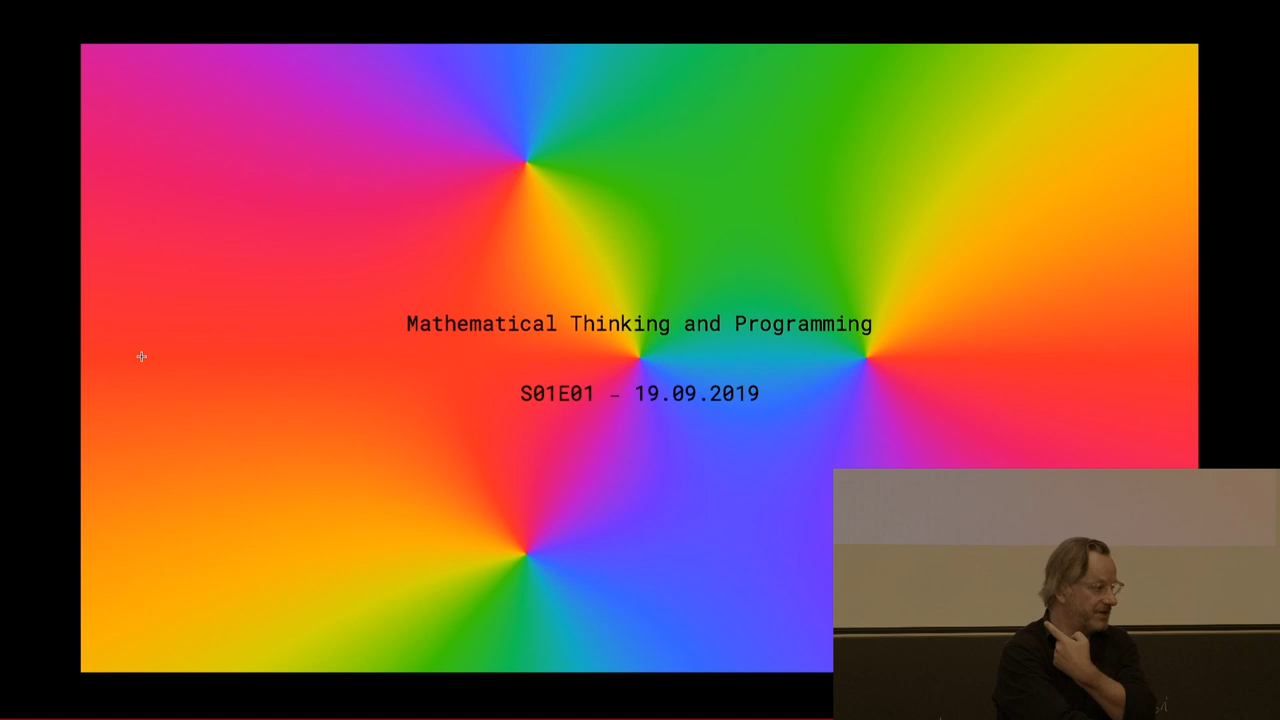 Mathematical Thinking and Programming
S01E01 – 19.09.2019